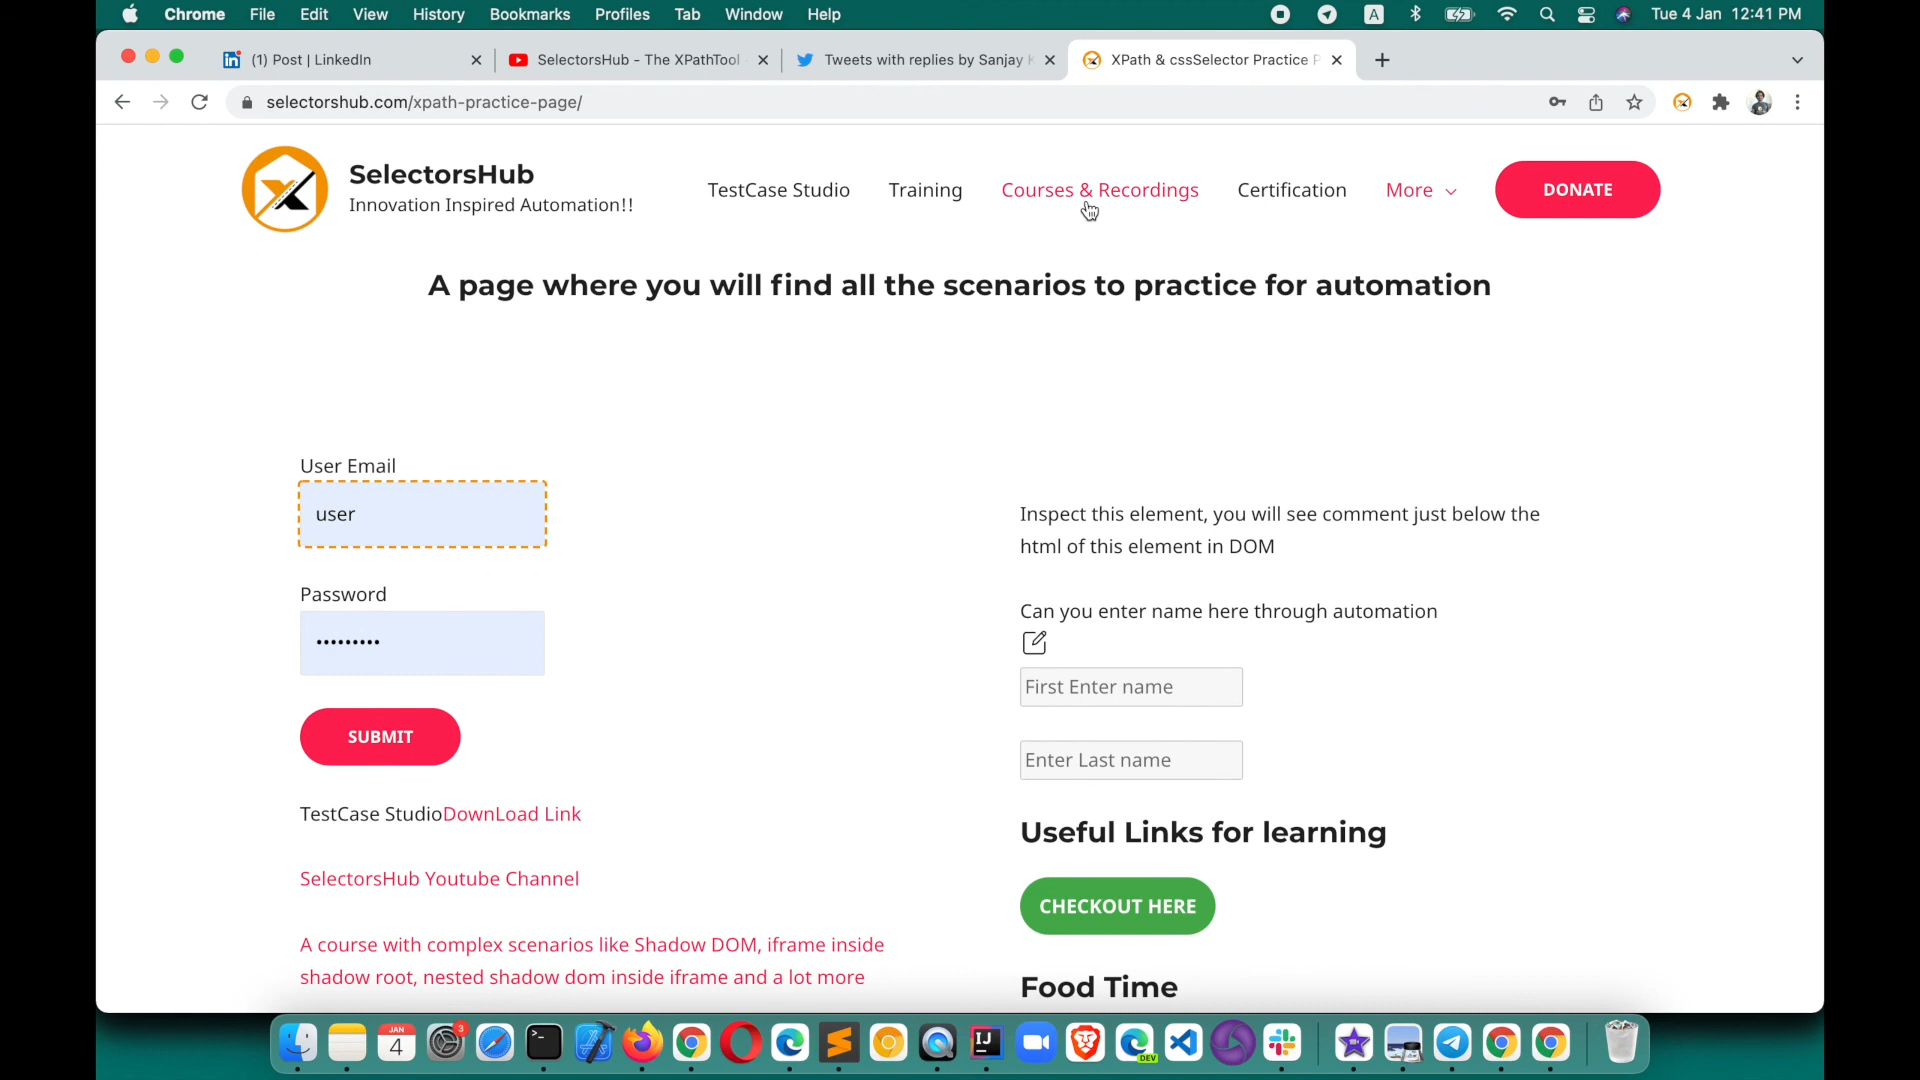 Chrome File Edit View History Bookmarks Profiles Tab Window Help A Tue 4 Jan 12:41 PM
(1) Post | LinkedIn SelectorsHub - The XPathTool Tweets with replies by Sanjay XPath & cssSelector Practice P
selectorshub.com/xpath-practice-page/
SelectorsHub
Innovation Inspired Automation!!
TestCase Studio Training Courses & Recordings Certification More DONATE
A page where you will find all the scenarios to practice for automation
User Email
user
Password
•••••••••
SUBMIT
TestCase StudioDownLoad Link
SelectorsHub Youtube Channel
A course with complex scenarios like Shadow DOM, iframe inside
shadow root, nested shadow dom inside iframe and a lot more
Inspect this element, you will see comment just below the
html of this element in DOM
Can you enter name here through automation
First Enter name
Enter Last name
Useful Links for learning
CHECKOUT HERE
Food Time
JAN
4
3
IJ
DEV